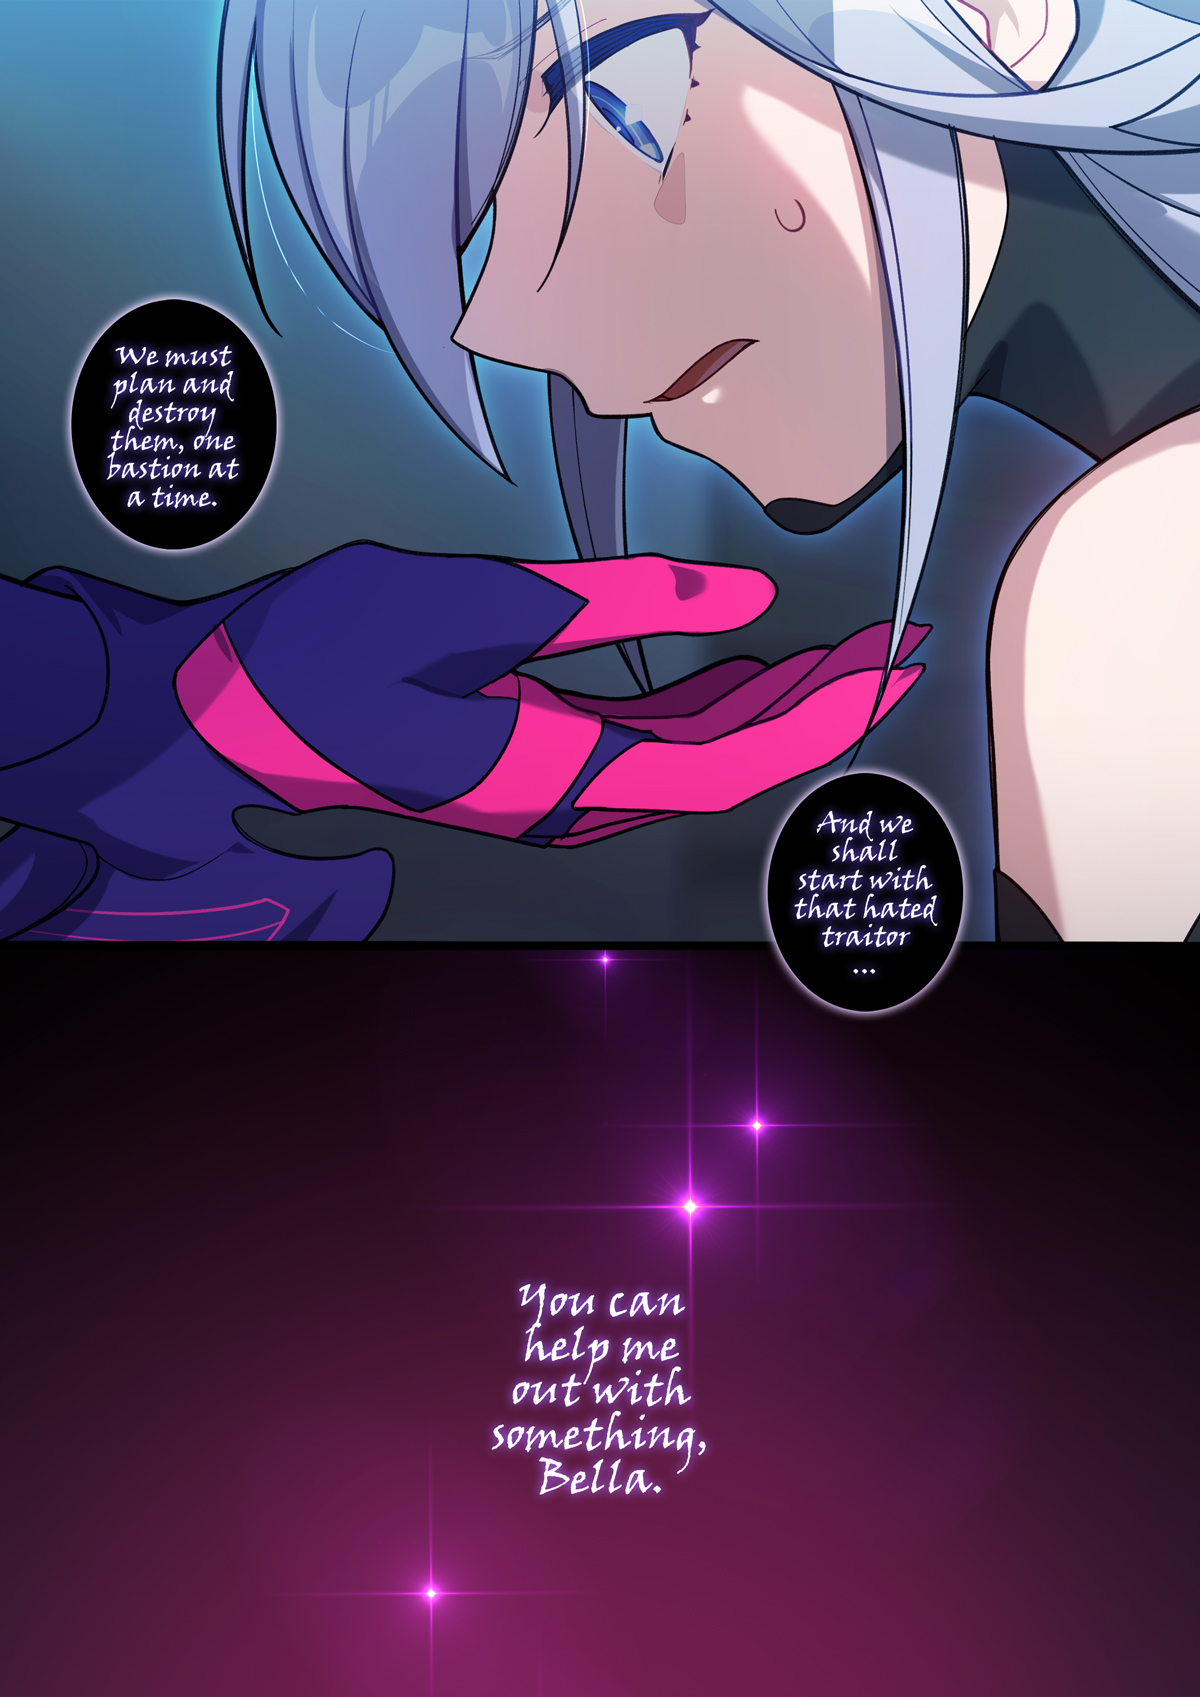 We must
plan and
destroy
them, one
bastion at
a time.
And we
shall
start with
that hated
traitor
...
You can
help me
out with
something,
Bella.